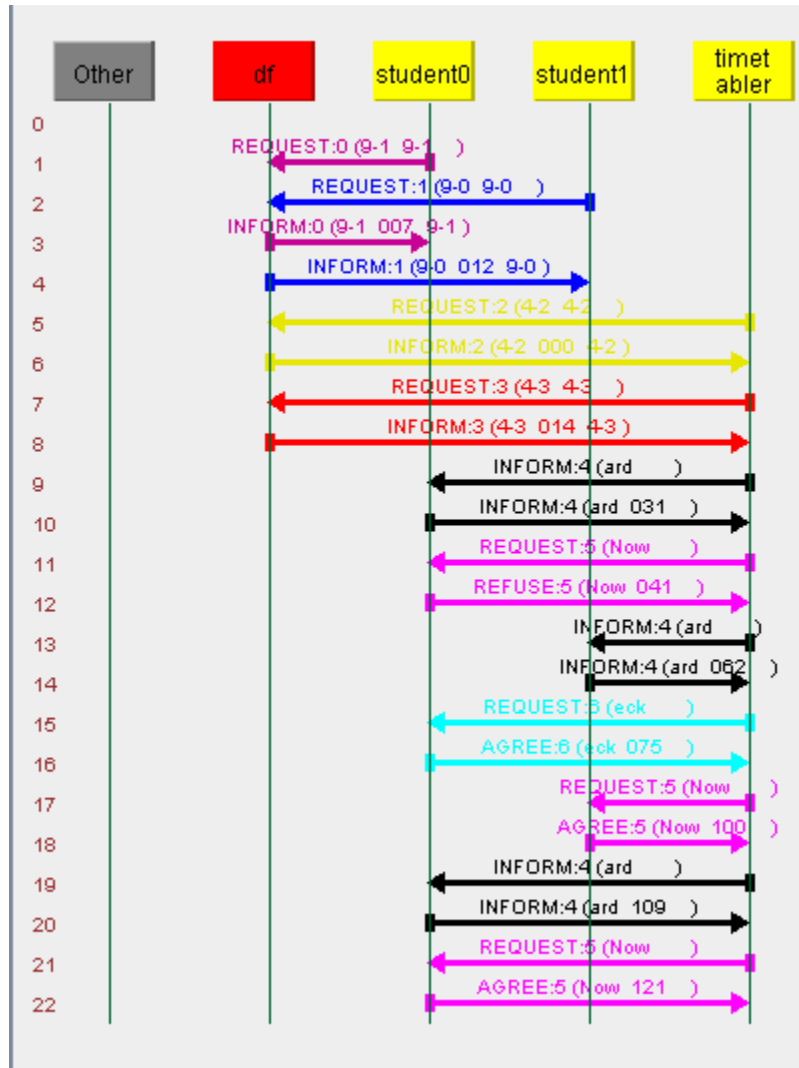 Other
df
student0
student1
timet
abler
0
REQUEST:0 (9-1 9-1 )
1
REQUEST:1 (9-0 9-0 )
2
INFORM:0 (9-1 007 9-1 )
3
INFORM:1 (9-0 012 9-0 )
4
REQUEST:2 (4-2 4-2 )
5
INFORM:2 (4-2 000 4-2 )
6
REQUEST:3 (4-3 4-3 )
7
INFORM:3 (4-3 014 4-3 )
8
INFORM:4 (ard )
9
INFORM:4 (ard 031 )
10
REQUEST:5 (Now )
11
REFUSE:5 (Now 041 )
12
INFORM:4 (ard )
13
INFORM:4 (ard 062 )
14
REQUEST:6 (eck )
15
AGREE:6 (eck 075 )
16
REQUEST:5 (Now )
17
AGREE:5 (Now 100 )
18
INFORM:4 (ard )
19
INFORM:4 (ard 109 )
20
REQUEST:5 (Now )
21
AGREE:5 (Now 121 )
22